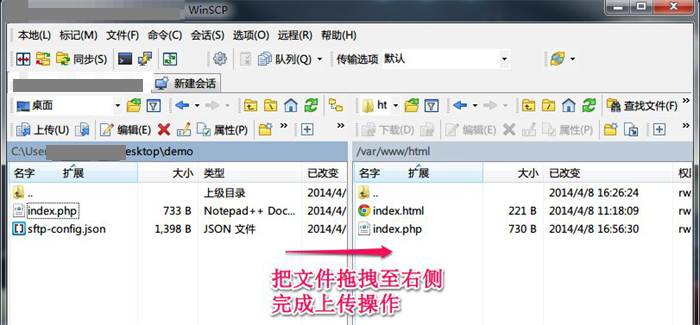 WinSCP
本地(L) 标记(M) 文件(F) 命令(C) 会话(S) 选项(O) 远程(R) 帮助(H)
同步(S) 队列(Q) 传输选项 默认
新建会话
桌面 ht 查找文件(F)
上传(U) 编辑(E) 属性(P) 下载(D) 编辑(E) 属性(P)
C:\User esktop\demo /var/www/html
名字 扩展 大小 类型 已改变 名字 扩展 大小 已改变 权限
.. 上级目录 2014/4/ .. 2014/4/8 16:26:24 rw
index.php 733 B Notepad++ Doc... 2014/4/ index.html 221 B 2014/4/8 11:18:09 rw
sftp-config.json 1,398 B JSON 文件 2014/4/ index.php 730 B 2014/4/8 16:56:30 rw
把文件拖拽至右侧
完成上传操作